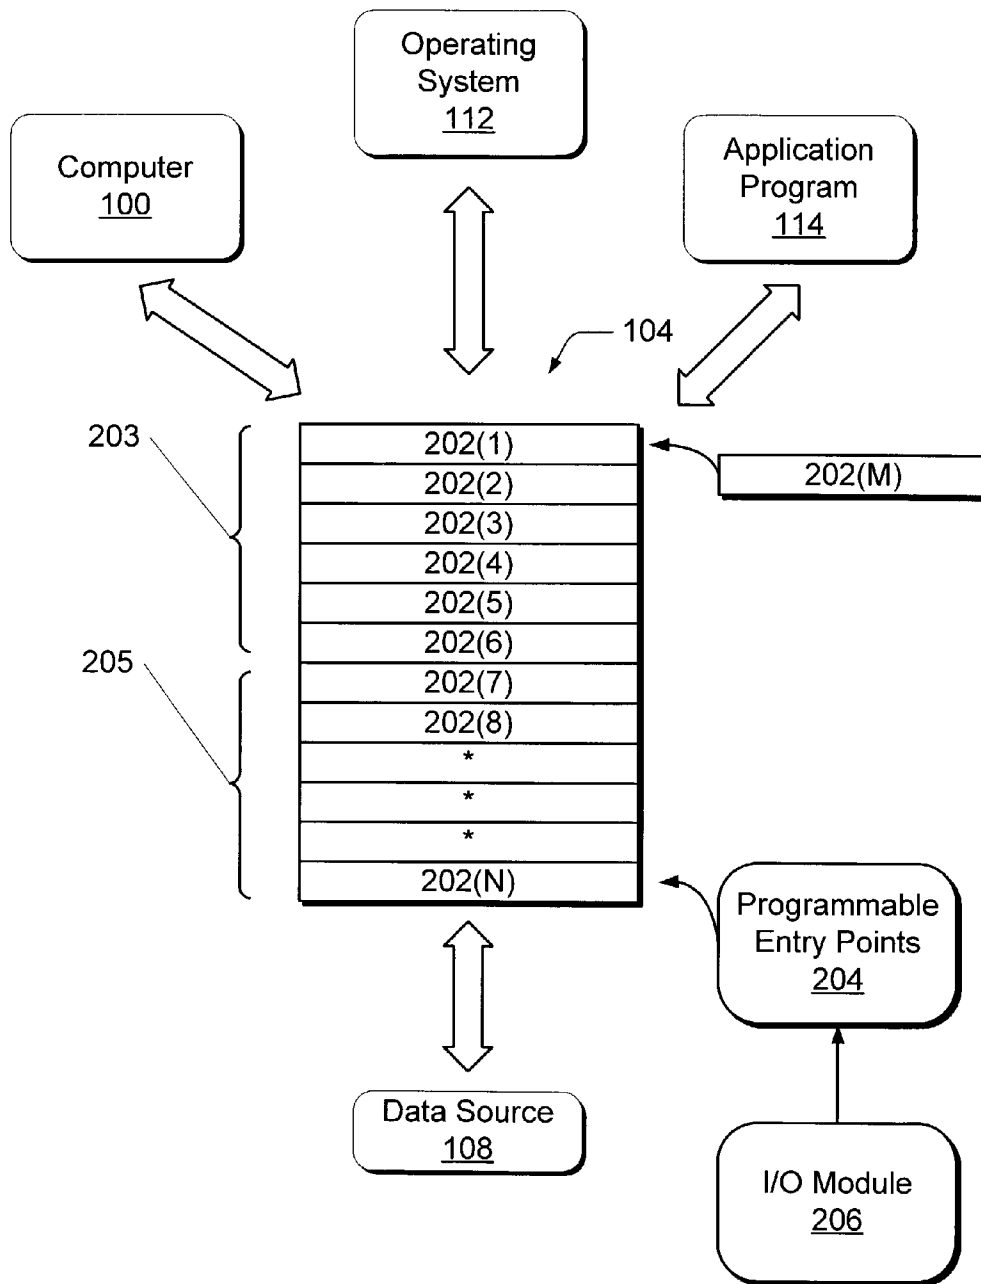 Operating
System
112
Computer
100
Application
Program
114
104
203
202(1)
202(M)
202(2)
202(3)
202(4)
202(5)
202(6)
205
202(7)
202(8)
*
*
*
202(N)
Programmable
Entry Points
204
Data Source
108
I/O Module
206